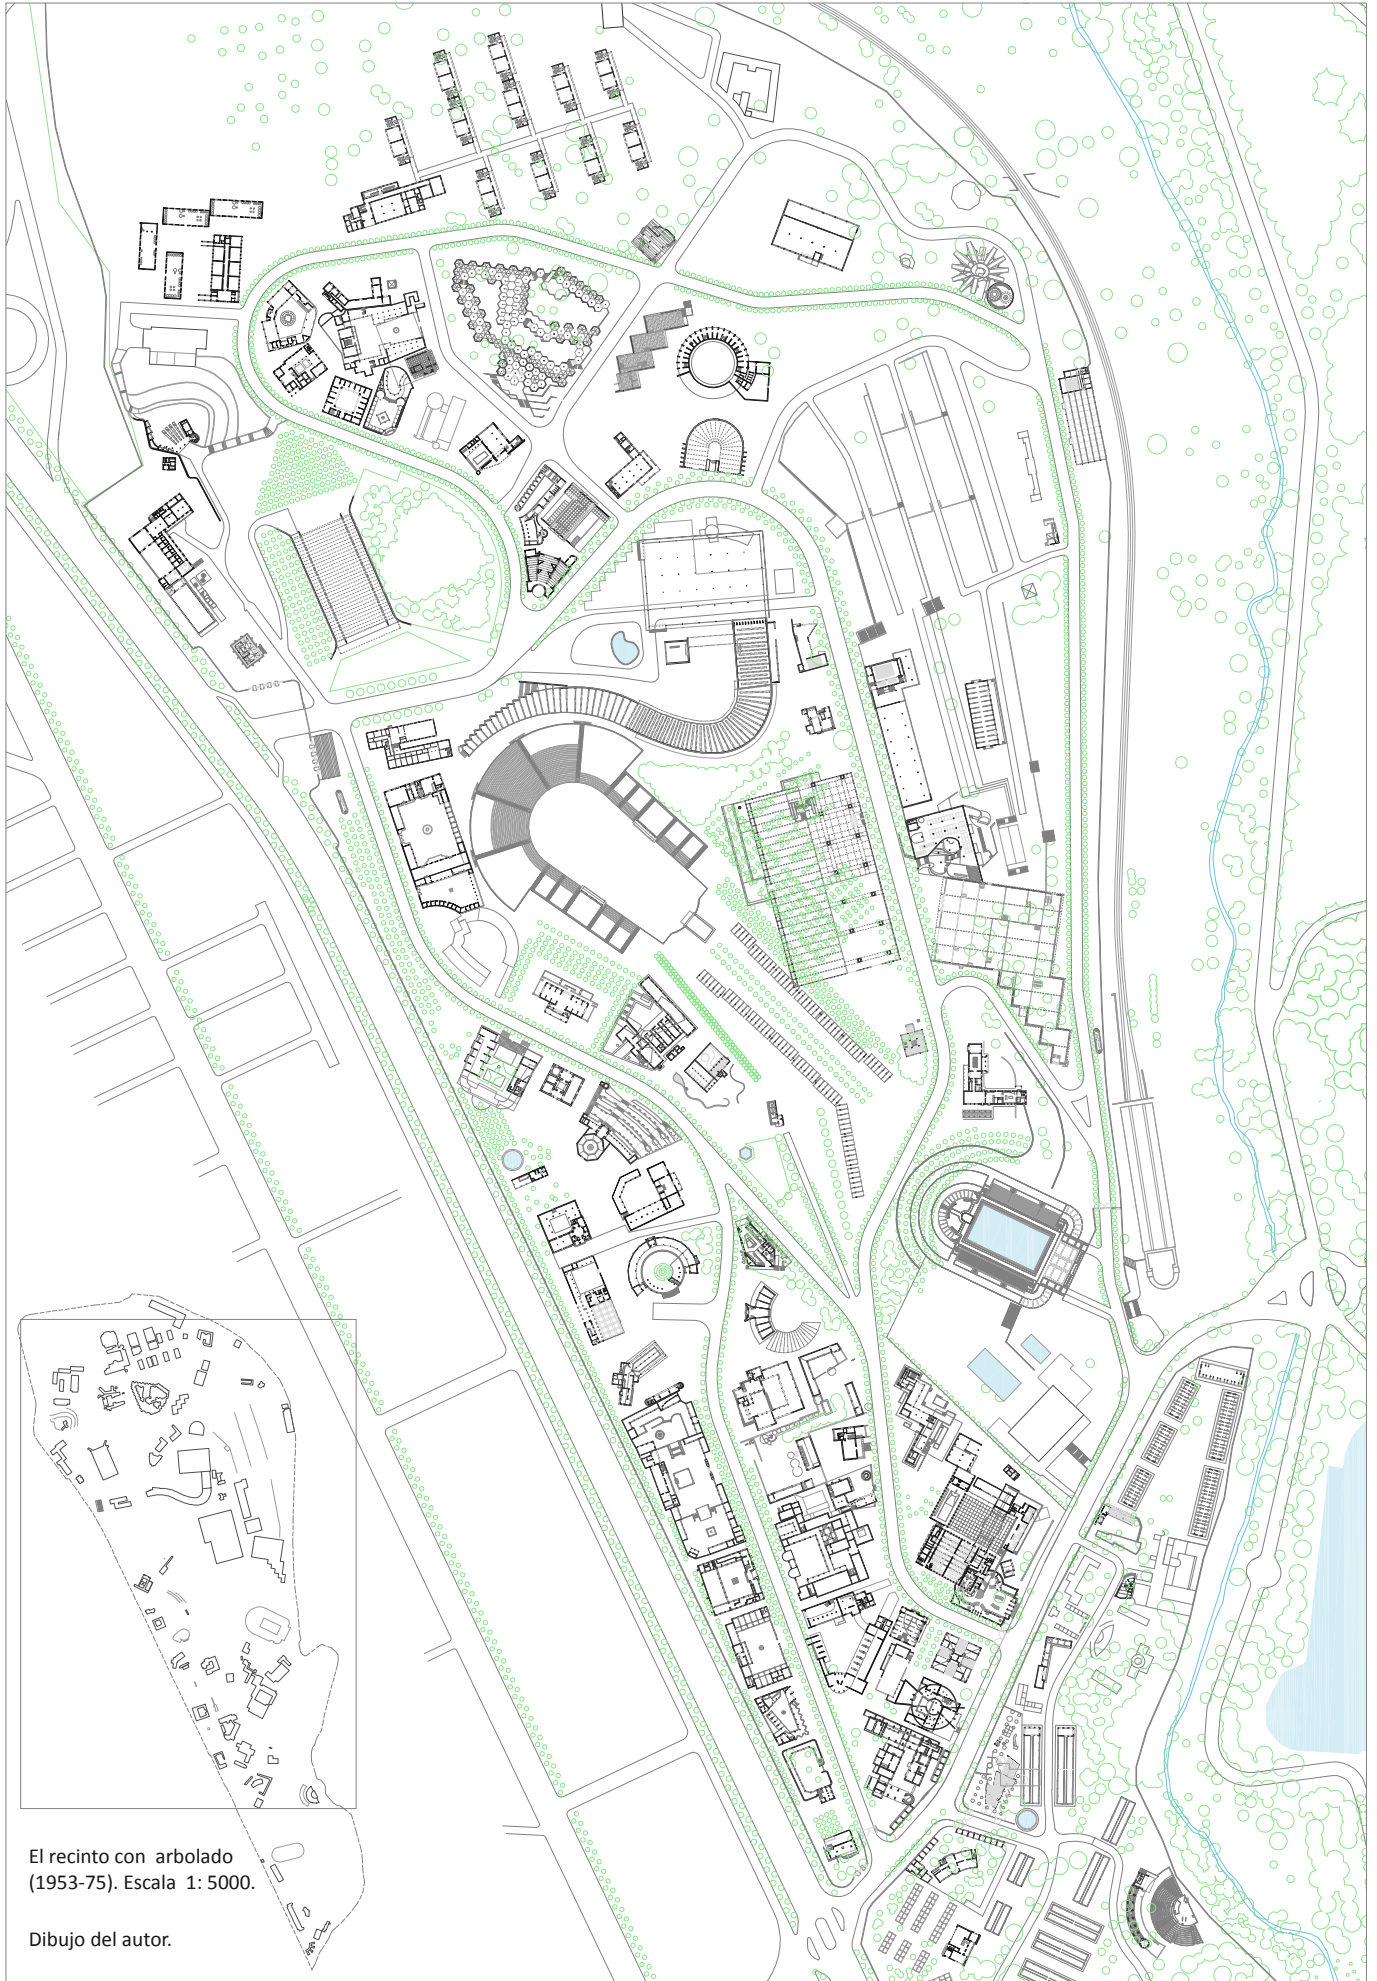 El recinto con arbolado
(1953-75). Escala 1: 5000.
Dibujo del autor.